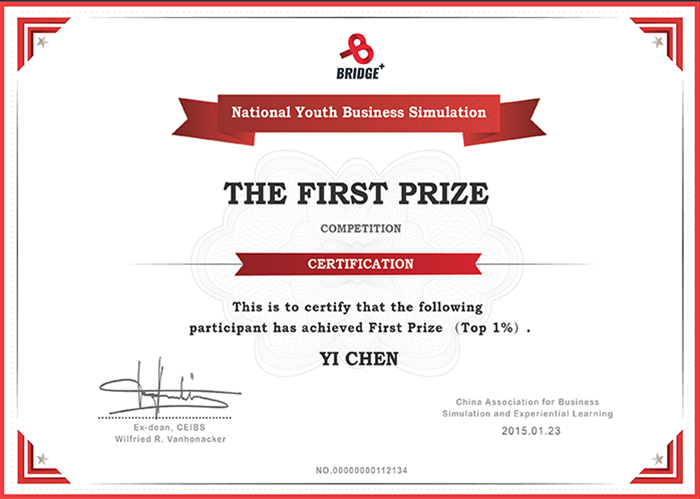 BRIDGE+
National Youth Business Simulation
THE FIRST PRIZE
COMPETITION
CERTIFICATION
This is to certify that the following
participant has achieved First Prize （Top 1%）.
YI CHEN
Ex-dean, CEIBS
Wilfried R. Vanhonacker
China Association for Business
Simulation and Experiential Learning
2015.01.23
NO.00000000112134